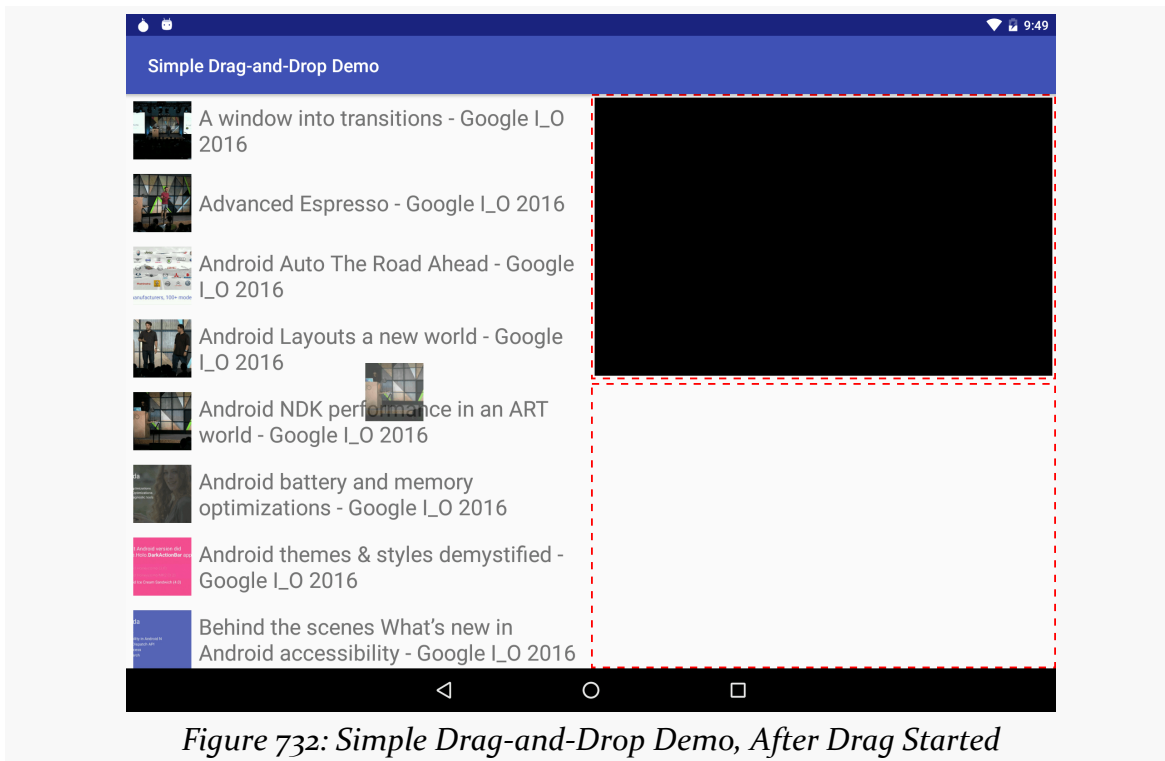 9:49
Simple Drag-and-Drop Demo
A window into transitions - Google I_O
2016
Advanced Espresso - Google I_O 2016
Android Auto The Road Ahead - Google
I_O 2016
anufacturers, 100+ mode
Android Layouts a new world - Google
I_O 2016
Android NDK performance in an ART
world - Google I_O 2016
Android battery and memory
optimizations - Google I_O 2016
Android themes & styles demystified -
Google I_O 2016
Behind the scenes What's new in
Android accessibility - Google I_O 2016
Figure 732: Simple Drag-and-Drop Demo, After Drag Started